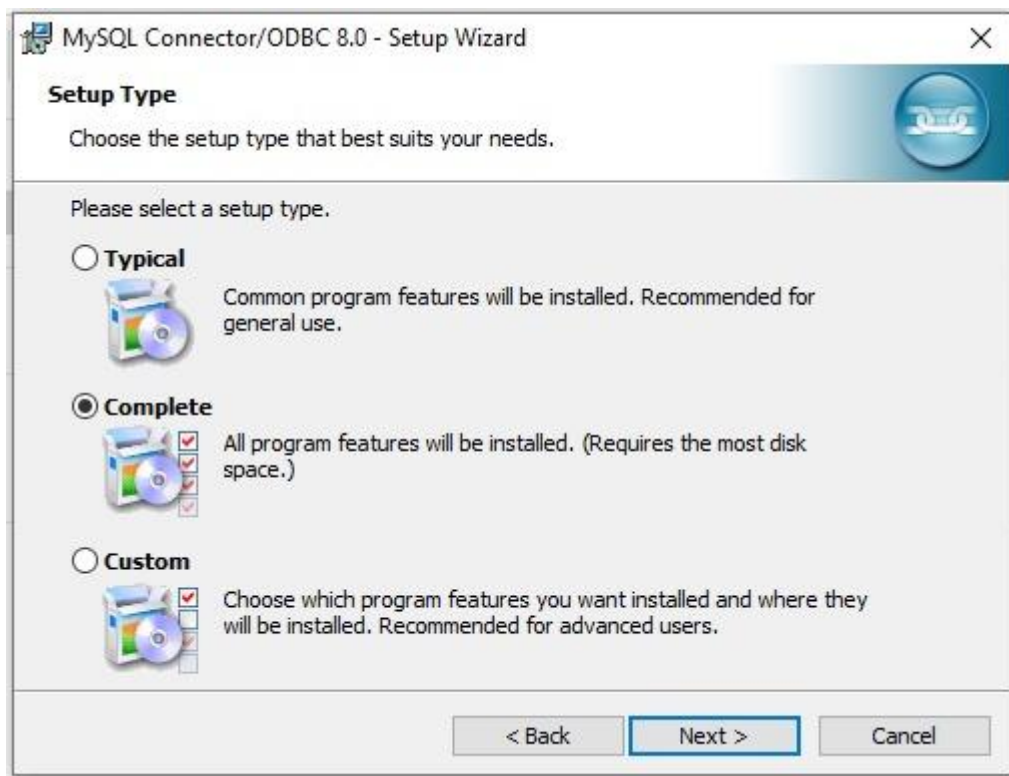 MySQL Connector/ODBC 8.0 - Setup Wizard
Setup Type
Choose the setup type that best suits your needs.
Please select a setup type.
Typical
Common program features will be installed. Recommended for
general use.
Complete
All program features will be installed. (Requires the most disk
space.)
Custom
Choose which program features you want installed and where they
will be installed. Recommended for advanced users.
< Back
Next >
Cancel